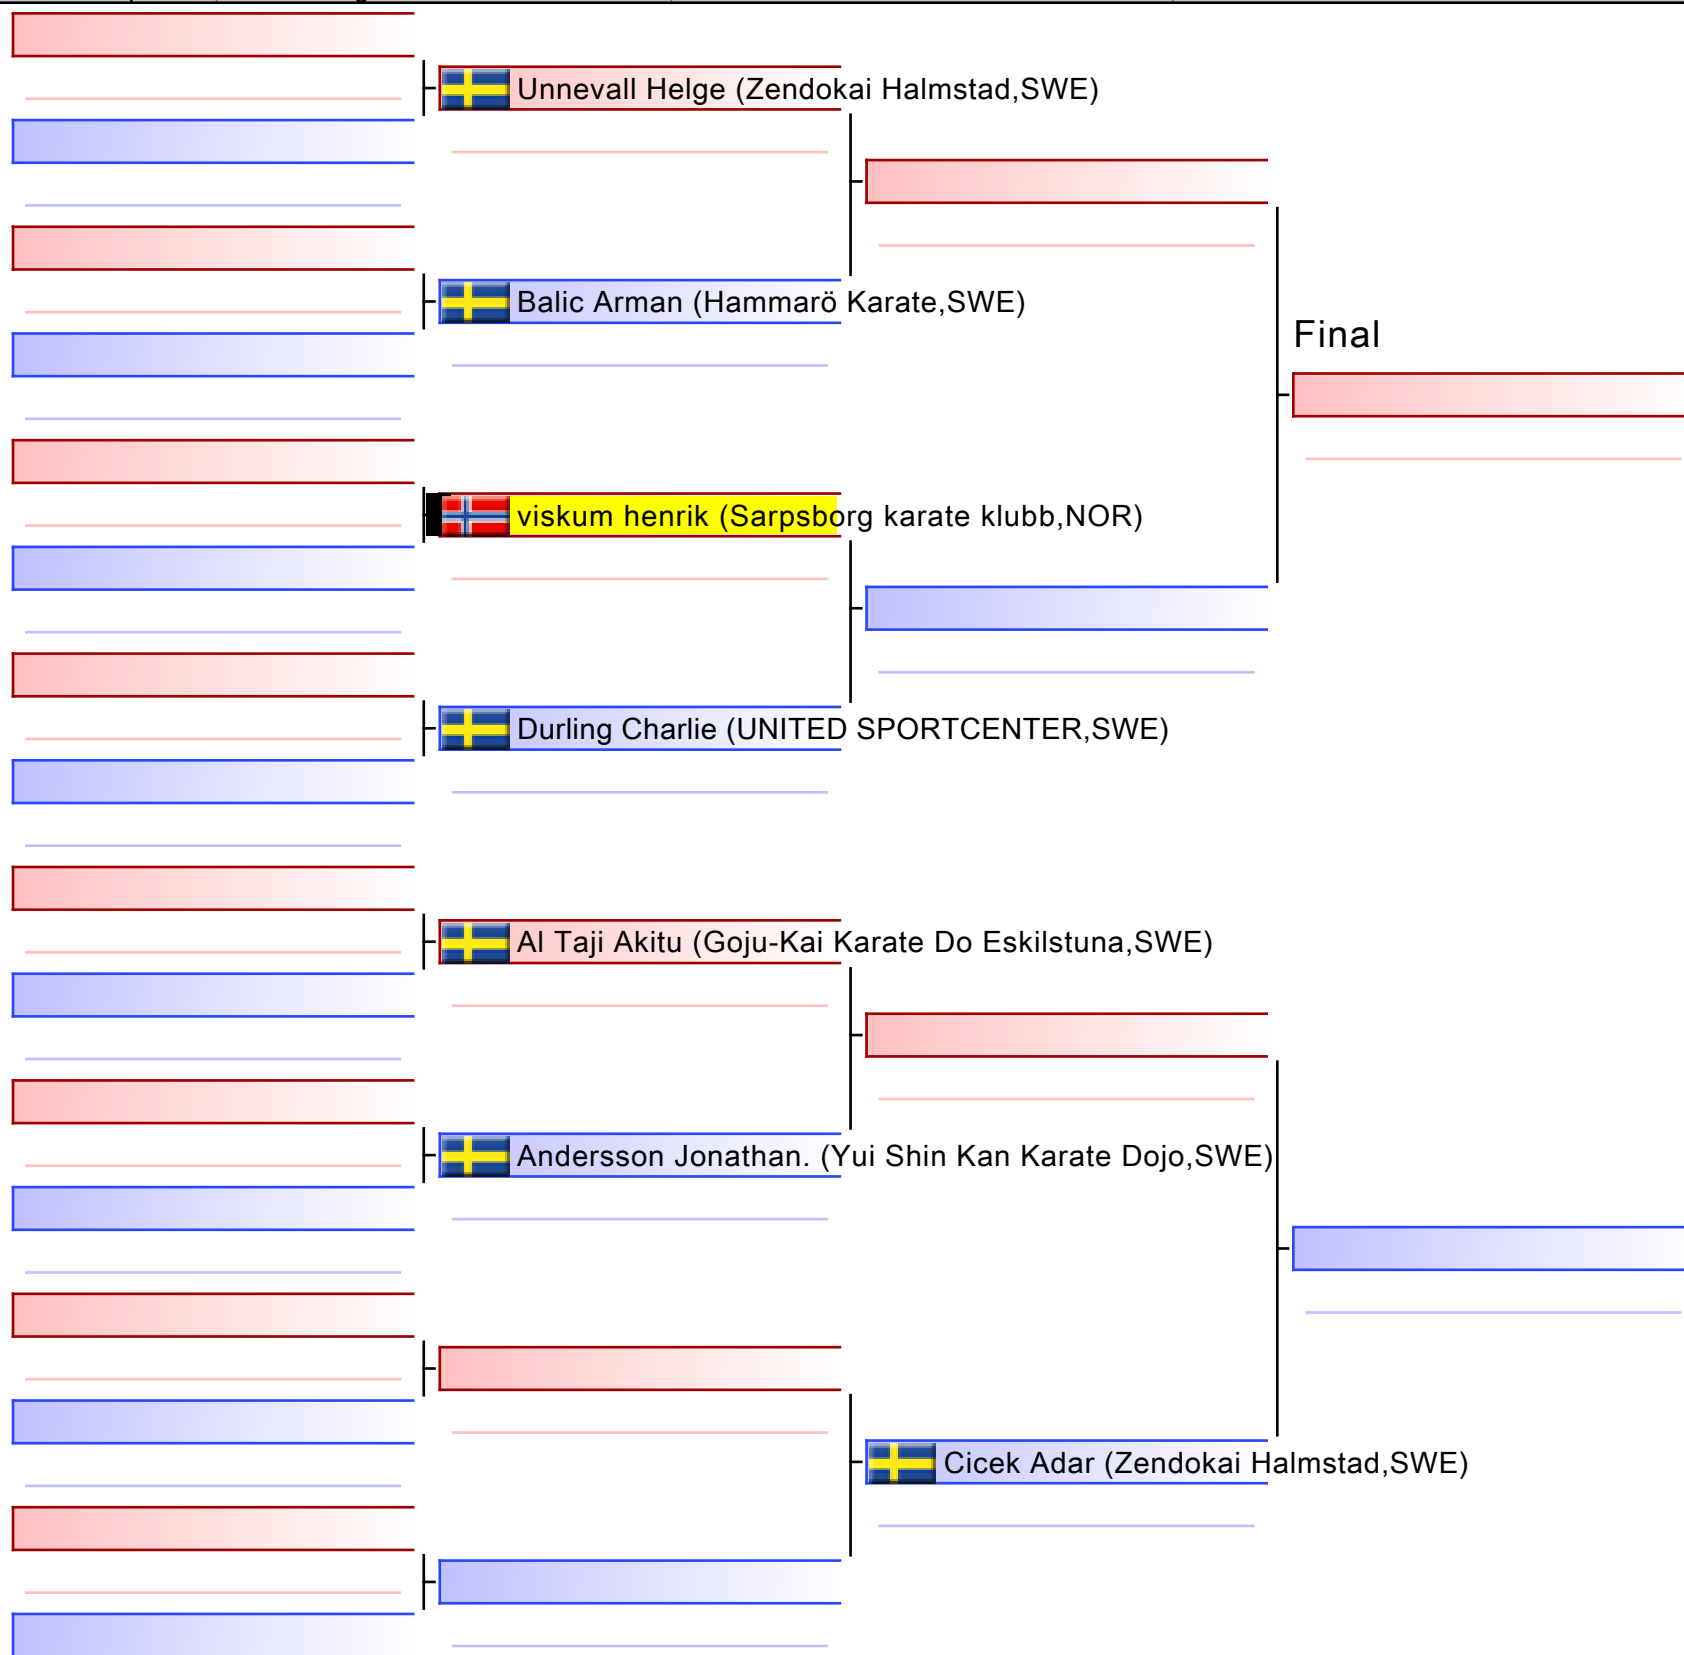 Unnevall Helge (Zendokai Halmstad,SWE)
Balic Arman (Hammarö Karate,SWE)
Final
viskum henrik (Sarpsborg karate klubb,NOR)
Durling Charlie (UNITED SPORTCENTER,SWE)
Al Taji Akitu (Goju-Kai Karate Do Eskilstuna,SWE)
Andersson Jonathan. (Yui Shin Kan Karate Dojo,SWE)
Cicek Adar (Zendokai Halmstad,SWE)